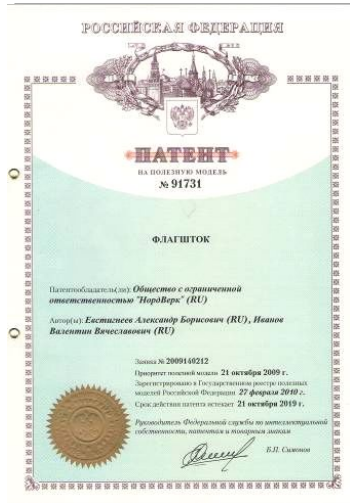 РОССИЙСКАЯ ФЕДЕРАЦИЯ
ПАТЕНТ
НА ПОЛЕЗНУЮ МОДЕЛЬ
№ 91731
ФЛАГШТОК
Патентообладатель(ли): Общество с ограниченной
ответственностью "НордВерк" (RU)
Автор(ы): Евстигнеев Александр Борисович (RU), Иванов
Валентин Вячеславович (RU)
Заявка № 2009140212
Приоритет полезной модели 21 октября 2009 г.
Зарегистрировано в Государственном реестре полезных
моделей Российской Федерации 27 февраля 2010 г.
Срок действия патента истекает 21 октября 2019 г.
Руководитель Федеральной службы по интеллектуальной
собственности, патентам и товарным знакам
Б.П. Симонов